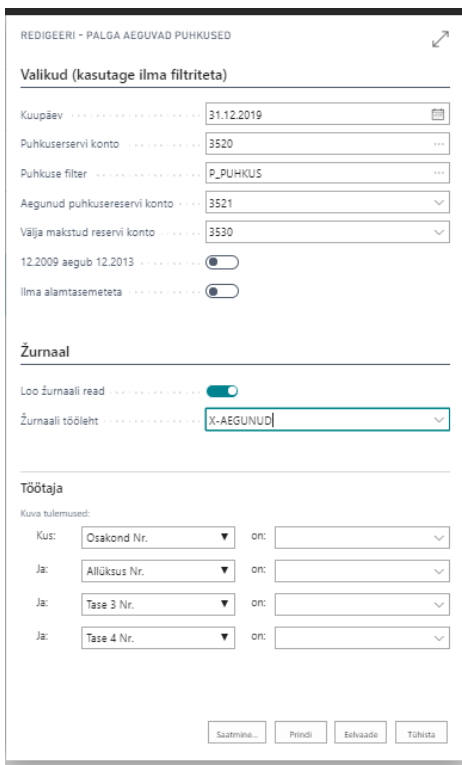 REDIGEERI - PALGA AEGUVAD PUHKUSED
Valikud (kasutage ilma filtriteta)
Kuupäev 31.12.2019
Puhkuserservi konto 3520
Puhkuse filter P_PUHKUS
Aegunud puhkusereservi konto 3521
Välja makstud reservi konto 3530
12.2009 aegub 12.2013
Ilma alamtasemeteta
Žurnaal
Loo žurnaali read
Žurnaali tööleht X-AEGUNUD
Töötaja
Kuva tulemused:
Kus: Osakond Nr. on:
Ja: Allüksus Nr. on:
Ja: Tase 3 Nr. on:
Ja: Tase 4 Nr. on:
Saatmine... Prindi Eelvaade Tühista